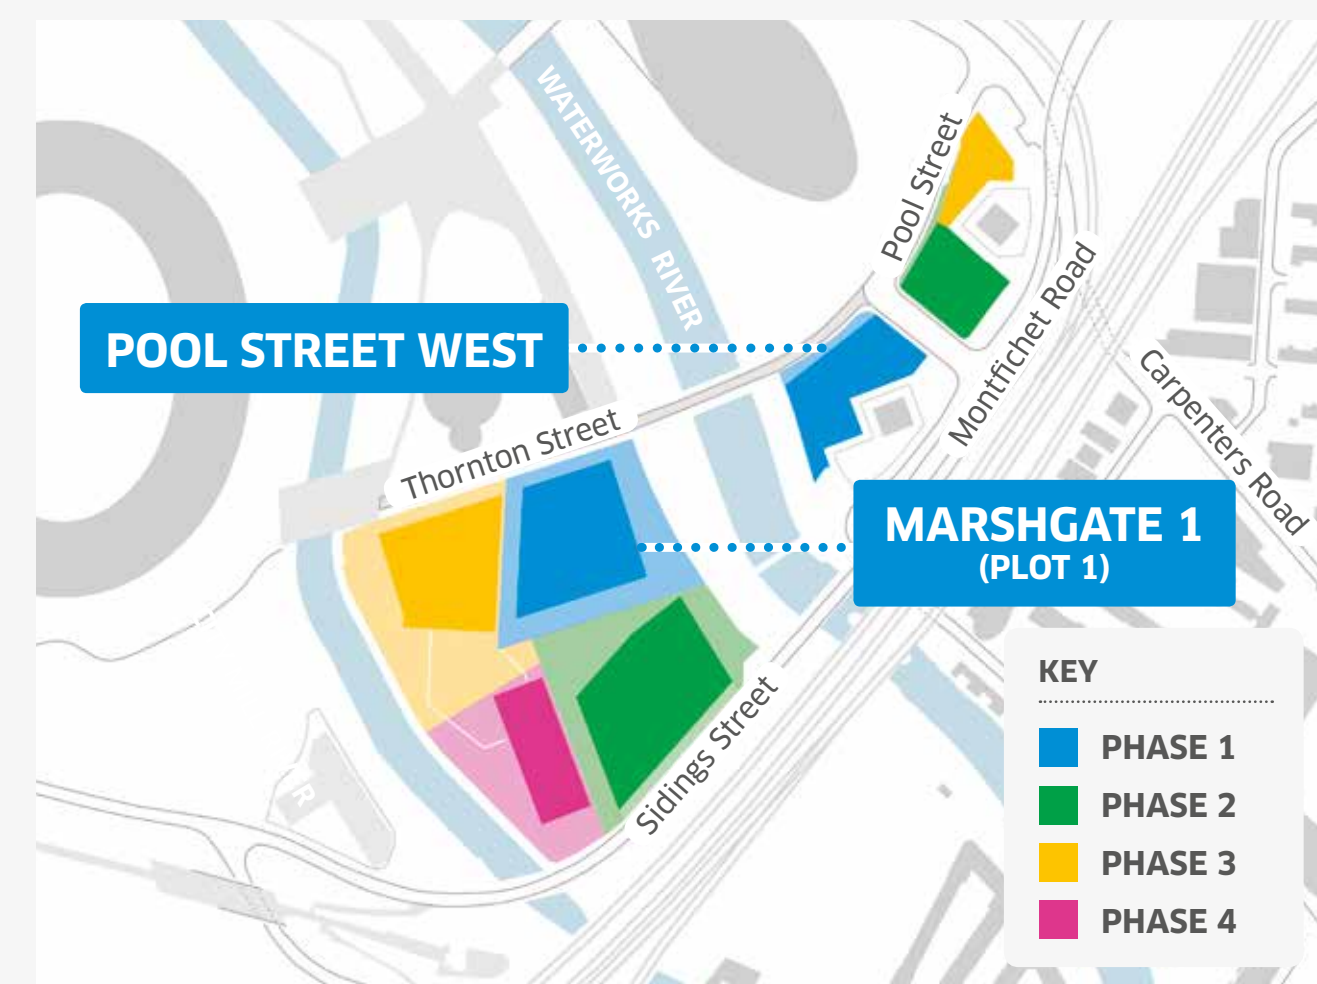 WATERWORKS RIVER
Pool Street
POOL STREET WEST
Montfichet Road
Carpenters Road
Thornton Street
MARSHGATE 1
(PLOT 1)
Sidings Street
R
KEY
PHASE 1
PHASE 2
PHASE 3
PHASE 4